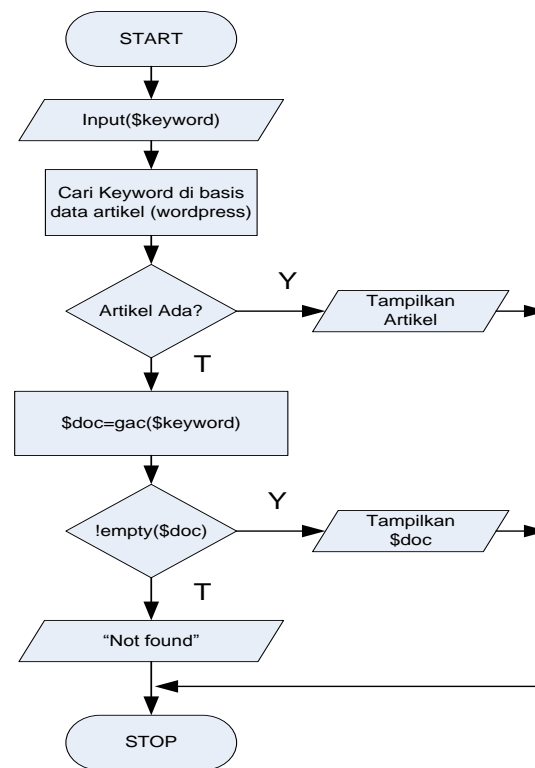 START
Input($keyword)
Cari Keyword di basis
data artikel (wordpress)
Artikel Ada?
Y
Tampilkan
Artikel
T
$doc=gac($keyword)
!empty($doc)
Y
Tampilkan
$doc
T
“Not found”
STOP